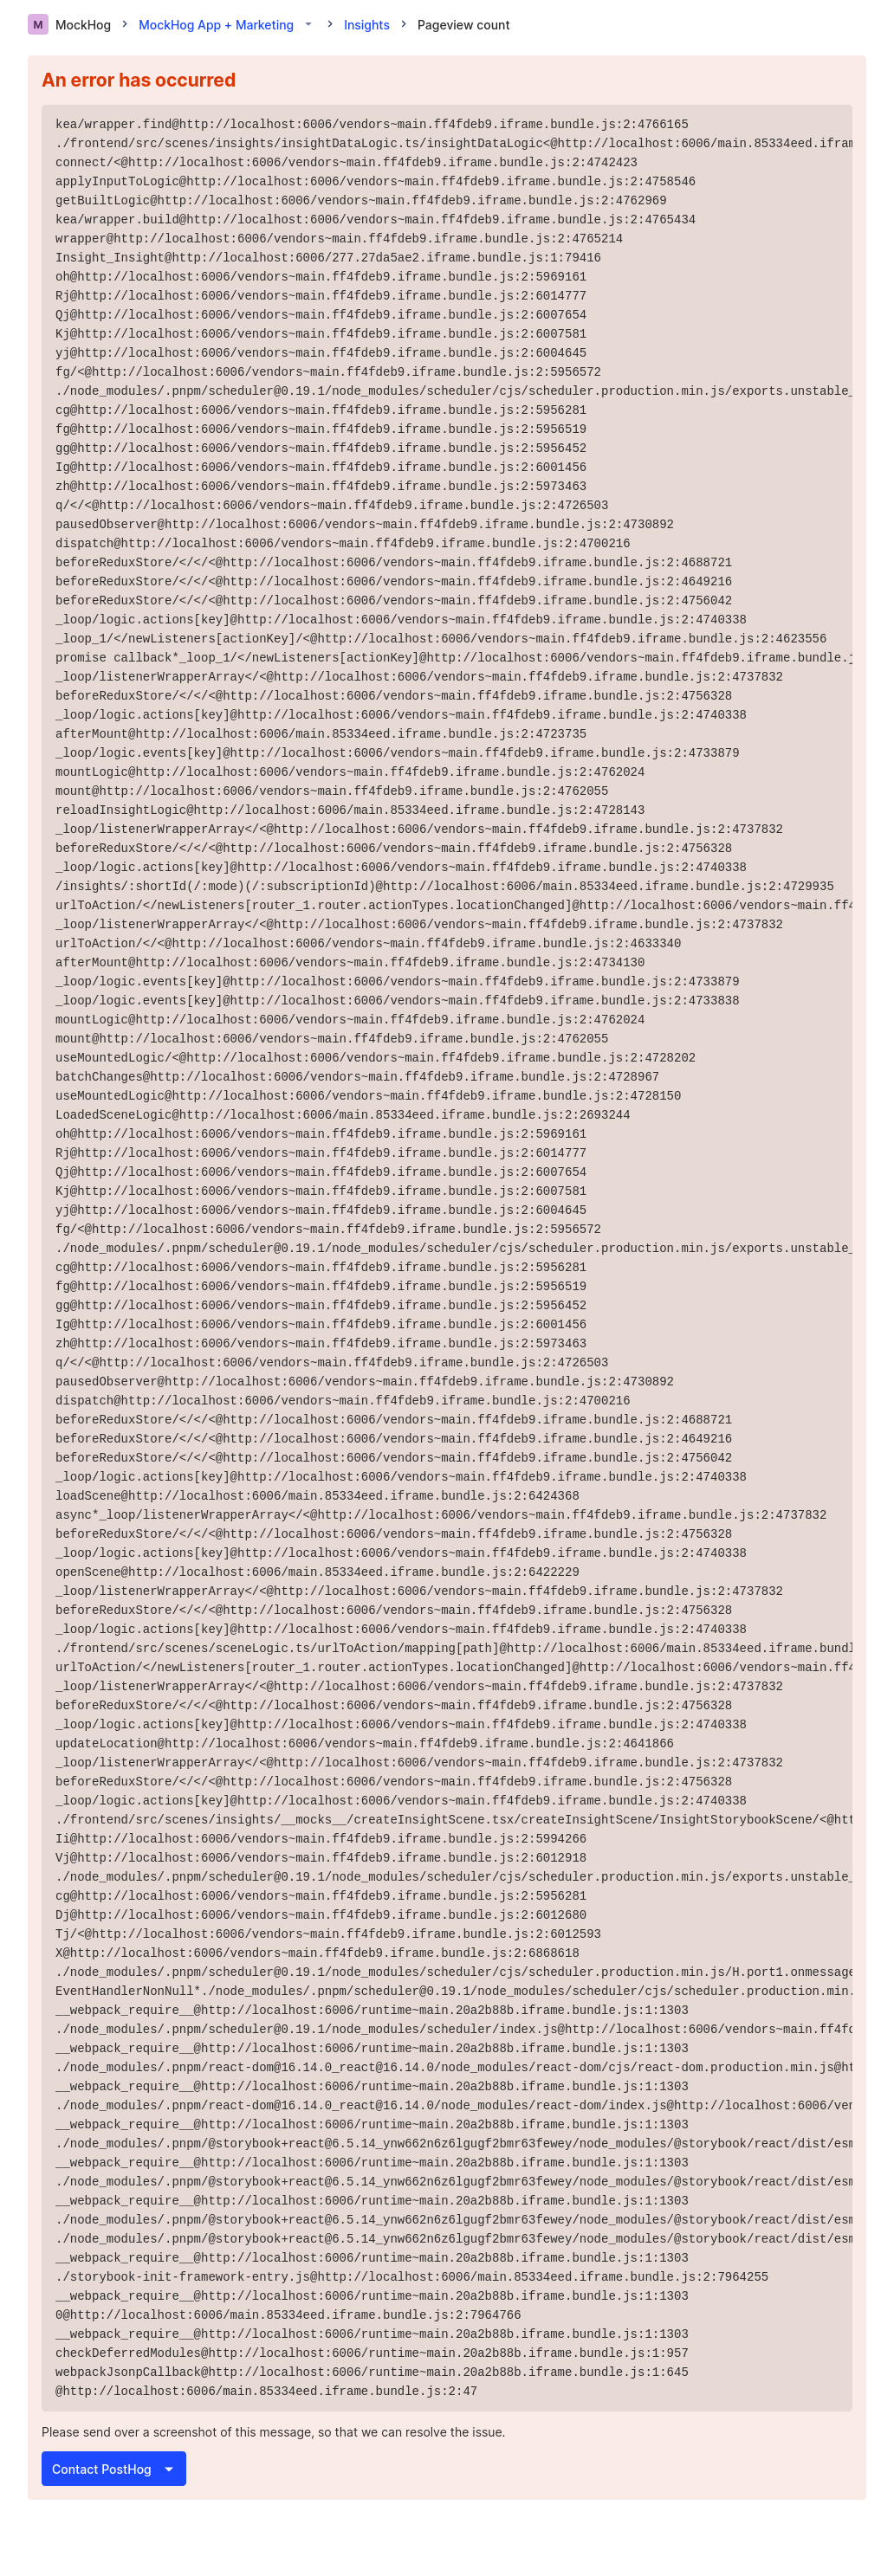 M MockHog > MockHog App + Marketing > Insights > Pageview count
An error has occurred
kea/wrapper.find@http://localhost:6006/vendors~main.ff4fdeb9.iframe.bundle.js:2:4766165
./frontend/src/scenes/insights/insightDataLogic.ts/insightDataLogic<@http://localhost:6006/main.85334eed.ifram
connect/<@http://localhost:6006/vendors~main.ff4fdeb9.iframe.bundle.js:2:4742423
applyInputToLogic@http://localhost:6006/vendors~main.ff4fdeb9.iframe.bundle.js:2:4758546
getBuiltLogic@http://localhost:6006/vendors~main.ff4fdeb9.iframe.bundle.js:2:4762969
kea/wrapper.build@http://localhost:6006/vendors~main.ff4fdeb9.iframe.bundle.js:2:4765434
wrapper@http://localhost:6006/vendors~main.ff4fdeb9.iframe.bundle.js:2:4765214
Insight_Insight@http://localhost:6006/277.27da5ae2.iframe.bundle.js:1:79416
oh@http://localhost:6006/vendors~main.ff4fdeb9.iframe.bundle.js:2:5969161
Rj@http://localhost:6006/vendors~main.ff4fdeb9.iframe.bundle.js:2:6014777
Qj@http://localhost:6006/vendors~main.ff4fdeb9.iframe.bundle.js:2:6007654
Kj@http://localhost:6006/vendors~main.ff4fdeb9.iframe.bundle.js:2:6007581
yj@http://localhost:6006/vendors~main.ff4fdeb9.iframe.bundle.js:2:6004645
fg/<@http://localhost:6006/vendors~main.ff4fdeb9.iframe.bundle.js:2:5956572
./node_modules/.pnpm/scheduler@0.19.1/node_modules/scheduler/cjs/scheduler.production.min.js/exports.unstable_
cg@http://localhost:6006/vendors~main.ff4fdeb9.iframe.bundle.js:2:5956281
fg@http://localhost:6006/vendors~main.ff4fdeb9.iframe.bundle.js:2:5956519
gg@http://localhost:6006/vendors~main.ff4fdeb9.iframe.bundle.js:2:5956452
Ig@http://localhost:6006/vendors~main.ff4fdeb9.iframe.bundle.js:2:6001456
zh@http://localhost:6006/vendors~main.ff4fdeb9.iframe.bundle.js:2:5973463
q/</<@http://localhost:6006/vendors~main.ff4fdeb9.iframe.bundle.js:2:4726503
pausedObserver@http://localhost:6006/vendors~main.ff4fdeb9.iframe.bundle.js:2:4730892
dispatch@http://localhost:6006/vendors~main.ff4fdeb9.iframe.bundle.js:2:4700216
beforeReduxStore/</</<@http://localhost:6006/vendors~main.ff4fdeb9.iframe.bundle.js:2:4688721
beforeReduxStore/</</<@http://localhost:6006/vendors~main.ff4fdeb9.iframe.bundle.js:2:4649216
beforeReduxStore/</</<@http://localhost:6006/vendors~main.ff4fdeb9.iframe.bundle.js:2:4756042
_loop/logic.actions[key]@http://localhost:6006/vendors~main.ff4fdeb9.iframe.bundle.js:2:4740338
_loop_1/</newListeners[actionKey]/<@http://localhost:6006/vendors~main.ff4fdeb9.iframe.bundle.js:2:4623556
promise callback*_loop_1/</newListeners[actionKey]@http://localhost:6006/vendors~main.ff4fdeb9.iframe.bundle.j
_loop/listenerWrapperArray</<@http://localhost:6006/vendors~main.ff4fdeb9.iframe.bundle.js:2:4737832
beforeReduxStore/</</<@http://localhost:6006/vendors~main.ff4fdeb9.iframe.bundle.js:2:4756328
_loop/logic.actions[key]@http://localhost:6006/vendors~main.ff4fdeb9.iframe.bundle.js:2:4740338
afterMount@http://localhost:6006/main.85334eed.iframe.bundle.js:2:4723735
_loop/logic.events[key]@http://localhost:6006/vendors~main.ff4fdeb9.iframe.bundle.js:2:4733879
mountLogic@http://localhost:6006/vendors~main.ff4fdeb9.iframe.bundle.js:2:4762024
mount@http://localhost:6006/vendors~main.ff4fdeb9.iframe.bundle.js:2:4762055
reloadInsightLogic@http://localhost:6006/main.85334eed.iframe.bundle.js:2:4728143
_loop/listenerWrapperArray</<@http://localhost:6006/vendors~main.ff4fdeb9.iframe.bundle.js:2:4737832
beforeReduxStore/</</<@http://localhost:6006/vendors~main.ff4fdeb9.iframe.bundle.js:2:4756328
_loop/logic.actions[key]@http://localhost:6006/vendors~main.ff4fdeb9.iframe.bundle.js:2:4740338
/insights/:shortId(/:mode)(/:subscriptionId)@http://localhost:6006/main.85334eed.iframe.bundle.js:2:4729935
urlToAction/</newListeners[router_1.router.actionTypes.locationChanged]@http://localhost:6006/vendors~main.ff4
_loop/listenerWrapperArray</<@http://localhost:6006/vendors~main.ff4fdeb9.iframe.bundle.js:2:4737832
urlToAction/</<@http://localhost:6006/vendors~main.ff4fdeb9.iframe.bundle.js:2:4633340
afterMount@http://localhost:6006/vendors~main.ff4fdeb9.iframe.bundle.js:2:4734130
_loop/logic.events[key]@http://localhost:6006/vendors~main.ff4fdeb9.iframe.bundle.js:2:4733879
_loop/logic.events[key]@http://localhost:6006/vendors~main.ff4fdeb9.iframe.bundle.js:2:4733838
mountLogic@http://localhost:6006/vendors~main.ff4fdeb9.iframe.bundle.js:2:4762024
mount@http://localhost:6006/vendors~main.ff4fdeb9.iframe.bundle.js:2:4762055
useMountedLogic/<@http://localhost:6006/vendors~main.ff4fdeb9.iframe.bundle.js:2:4728202
batchChanges@http://localhost:6006/vendors~main.ff4fdeb9.iframe.bundle.js:2:4728967
useMountedLogic@http://localhost:6006/vendors~main.ff4fdeb9.iframe.bundle.js:2:4728150
LoadedSceneLogic@http://localhost:6006/main.85334eed.iframe.bundle.js:2:2693244
oh@http://localhost:6006/vendors~main.ff4fdeb9.iframe.bundle.js:2:5969161
Rj@http://localhost:6006/vendors~main.ff4fdeb9.iframe.bundle.js:2:6014777
Qj@http://localhost:6006/vendors~main.ff4fdeb9.iframe.bundle.js:2:6007654
Kj@http://localhost:6006/vendors~main.ff4fdeb9.iframe.bundle.js:2:6007581
yj@http://localhost:6006/vendors~main.ff4fdeb9.iframe.bundle.js:2:6004645
fg/<@http://localhost:6006/vendors~main.ff4fdeb9.iframe.bundle.js:2:5956572
./node_modules/.pnpm/scheduler@0.19.1/node_modules/scheduler/cjs/scheduler.production.min.js/exports.unstable_
cg@http://localhost:6006/vendors~main.ff4fdeb9.iframe.bundle.js:2:5956281
fg@http://localhost:6006/vendors~main.ff4fdeb9.iframe.bundle.js:2:5956519
gg@http://localhost:6006/vendors~main.ff4fdeb9.iframe.bundle.js:2:5956452
Ig@http://localhost:6006/vendors~main.ff4fdeb9.iframe.bundle.js:2:6001456
zh@http://localhost:6006/vendors~main.ff4fdeb9.iframe.bundle.js:2:5973463
q/</<@http://localhost:6006/vendors~main.ff4fdeb9.iframe.bundle.js:2:4726503
pausedObserver@http://localhost:6006/vendors~main.ff4fdeb9.iframe.bundle.js:2:4730892
dispatch@http://localhost:6006/vendors~main.ff4fdeb9.iframe.bundle.js:2:4700216
beforeReduxStore/</</<@http://localhost:6006/vendors~main.ff4fdeb9.iframe.bundle.js:2:4688721
beforeReduxStore/</</<@http://localhost:6006/vendors~main.ff4fdeb9.iframe.bundle.js:2:4649216
beforeReduxStore/</</<@http://localhost:6006/vendors~main.ff4fdeb9.iframe.bundle.js:2:4756042
_loop/logic.actions[key]@http://localhost:6006/vendors~main.ff4fdeb9.iframe.bundle.js:2:4740338
loadScene@http://localhost:6006/main.85334eed.iframe.bundle.js:2:6424368
async*_loop/listenerWrapperArray</<@http://localhost:6006/vendors~main.ff4fdeb9.iframe.bundle.js:2:4737832
beforeReduxStore/</</<@http://localhost:6006/vendors~main.ff4fdeb9.iframe.bundle.js:2:4756328
_loop/logic.actions[key]@http://localhost:6006/vendors~main.ff4fdeb9.iframe.bundle.js:2:4740338
openScene@http://localhost:6006/main.85334eed.iframe.bundle.js:2:6422229
_loop/listenerWrapperArray</<@http://localhost:6006/vendors~main.ff4fdeb9.iframe.bundle.js:2:4737832
beforeReduxStore/</</<@http://localhost:6006/vendors~main.ff4fdeb9.iframe.bundle.js:2:4756328
_loop/logic.actions[key]@http://localhost:6006/vendors~main.ff4fdeb9.iframe.bundle.js:2:4740338
./frontend/src/scenes/sceneLogic.ts/urlToAction/mapping[path]@http://localhost:6006/main.85334eed.iframe.bundl
urlToAction/</newListeners[router_1.router.actionTypes.locationChanged]@http://localhost:6006/vendors~main.ff4
_loop/listenerWrapperArray</<@http://localhost:6006/vendors~main.ff4fdeb9.iframe.bundle.js:2:4737832
beforeReduxStore/</</<@http://localhost:6006/vendors~main.ff4fdeb9.iframe.bundle.js:2:4756328
_loop/logic.actions[key]@http://localhost:6006/vendors~main.ff4fdeb9.iframe.bundle.js:2:4740338
updateLocation@http://localhost:6006/vendors~main.ff4fdeb9.iframe.bundle.js:2:4641866
_loop/listenerWrapperArray</<@http://localhost:6006/vendors~main.ff4fdeb9.iframe.bundle.js:2:4737832
beforeReduxStore/</</<@http://localhost:6006/vendors~main.ff4fdeb9.iframe.bundle.js:2:4756328
_loop/logic.actions[key]@http://localhost:6006/vendors~main.ff4fdeb9.iframe.bundle.js:2:4740338
./frontend/src/scenes/insights/__mocks__/createInsightScene.tsx/createInsightScene/InsightStorybookScene/<@htt
Ii@http://localhost:6006/vendors~main.ff4fdeb9.iframe.bundle.js:2:5994266
Vj@http://localhost:6006/vendors~main.ff4fdeb9.iframe.bundle.js:2:6012918
./node_modules/.pnpm/scheduler@0.19.1/node_modules/scheduler/cjs/scheduler.production.min.js/exports.unstable_
cg@http://localhost:6006/vendors~main.ff4fdeb9.iframe.bundle.js:2:5956281
Dj@http://localhost:6006/vendors~main.ff4fdeb9.iframe.bundle.js:2:6012680
Tj/<@http://localhost:6006/vendors~main.ff4fdeb9.iframe.bundle.js:2:6012593
X@http://localhost:6006/vendors~main.ff4fdeb9.iframe.bundle.js:2:6868618
./node_modules/.pnpm/scheduler@0.19.1/node_modules/scheduler/cjs/scheduler.production.min.js/H.port1.onmessage
EventHandlerNonNull*./node_modules/.pnpm/scheduler@0.19.1/node_modules/scheduler/cjs/scheduler.production.min.
__webpack_require__@http://localhost:6006/runtime~main.20a2b88b.iframe.bundle.js:1:1303
./node_modules/.pnpm/scheduler@0.19.1/node_modules/scheduler/index.js@http://localhost:6006/vendors~main.ff4fd
__webpack_require__@http://localhost:6006/runtime~main.20a2b88b.iframe.bundle.js:1:1303
./node_modules/.pnpm/react-dom@16.14.0_react@16.14.0/node_modules/react-dom/cjs/react-dom.production.min.js@ht
__webpack_require__@http://localhost:6006/runtime~main.20a2b88b.iframe.bundle.js:1:1303
./node_modules/.pnpm/react-dom@16.14.0_react@16.14.0/node_modules/react-dom/index.js@http://localhost:6006/ven
__webpack_require__@http://localhost:6006/runtime~main.20a2b88b.iframe.bundle.js:1:1303
./node_modules/.pnpm/@storybook+react@6.5.14_ynw662n6z6lgugf2bmr63fewey/node_modules/@storybook/react/dist/esm
__webpack_require__@http://localhost:6006/runtime~main.20a2b88b.iframe.bundle.js:1:1303
./node_modules/.pnpm/@storybook+react@6.5.14_ynw662n6z6lgugf2bmr63fewey/node_modules/@storybook/react/dist/esm
__webpack_require__@http://localhost:6006/runtime~main.20a2b88b.iframe.bundle.js:1:1303
./node_modules/.pnpm/@storybook+react@6.5.14_ynw662n6z6lgugf2bmr63fewey/node_modules/@storybook/react/dist/esm
./node_modules/.pnpm/@storybook+react@6.5.14_ynw662n6z6lgugf2bmr63fewey/node_modules/@storybook/react/dist/esm
__webpack_require__@http://localhost:6006/runtime~main.20a2b88b.iframe.bundle.js:1:1303
./storybook-init-framework-entry.js@http://localhost:6006/main.85334eed.iframe.bundle.js:2:7964255
__webpack_require__@http://localhost:6006/runtime~main.20a2b88b.iframe.bundle.js:1:1303
0@http://localhost:6006/main.85334eed.iframe.bundle.js:2:7964766
__webpack_require__@http://localhost:6006/runtime~main.20a2b88b.iframe.bundle.js:1:1303
checkDeferredModules@http://localhost:6006/runtime~main.20a2b88b.iframe.bundle.js:1:957
webpackJsonpCallback@http://localhost:6006/runtime~main.20a2b88b.iframe.bundle.js:1:645
@http://localhost:6006/main.85334eed.iframe.bundle.js:2:47
Please send over a screenshot of this message, so that we can resolve the issue.
Contact PostHog